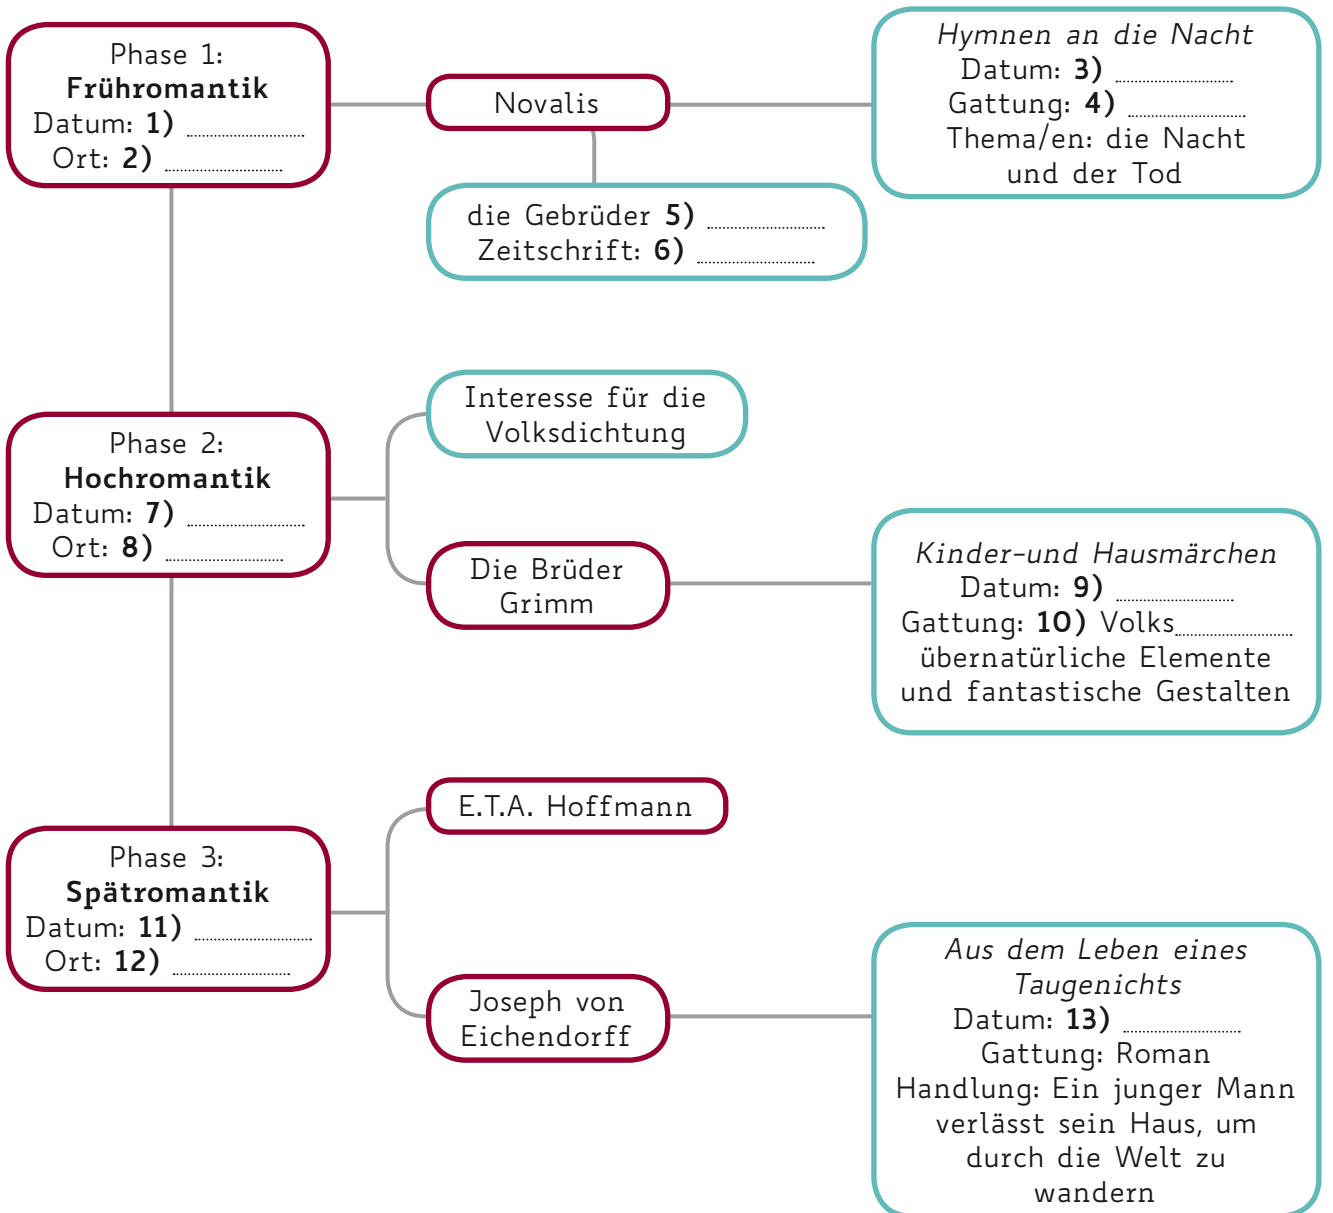 Phase 1:
Frühromantik
Datum: 1)
Ort: 2)
Novalis
Hymnen an die Nacht
Datum: 3)
Gattung: 4)
Thema/en: die Nacht
und der Tod
die Gebrüder 5)
Zeitschrift: 6)
Phase 2:
Hochromantik
Datum: 7)
Ort: 8)
Interesse für die
Volksdichtung
Die Brüder
Grimm
Kinder-und Hausmärchen
Datum: 9)
Gattung: 10) Volks
übernatürliche Elemente
und fantastische Gestalten
Phase 3:
Spätromantik
Datum: 11)
Ort: 12)
E.T.A. Hoffmann
Joseph von
Eichendorff
Aus dem Leben eines
Taugenichts
Datum: 13)
Gattung: Roman
Handlung: Ein junger Mann
verlässt sein Haus, um
durch die Welt zu
wandern